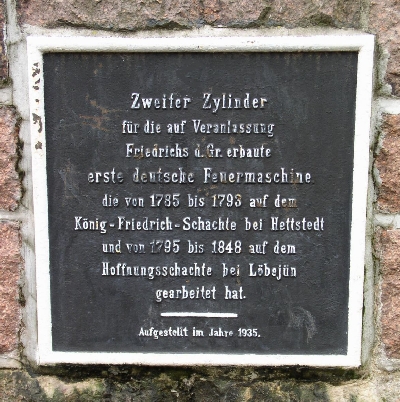 Zweiter Zylinder
für die auf Veranlassung
Friedrichs d. Gr. erbaute
erste deutsche Feuermaschine
die von 1785 bis 1793 auf dem
König-Friedrich-Schachte bei Hettstedt
und von 1795 bis 1848 auf dem
Hoffnungsschachte bei Löbejün
gearbeitet hat.
Aufgestellt im Jahre 1935.